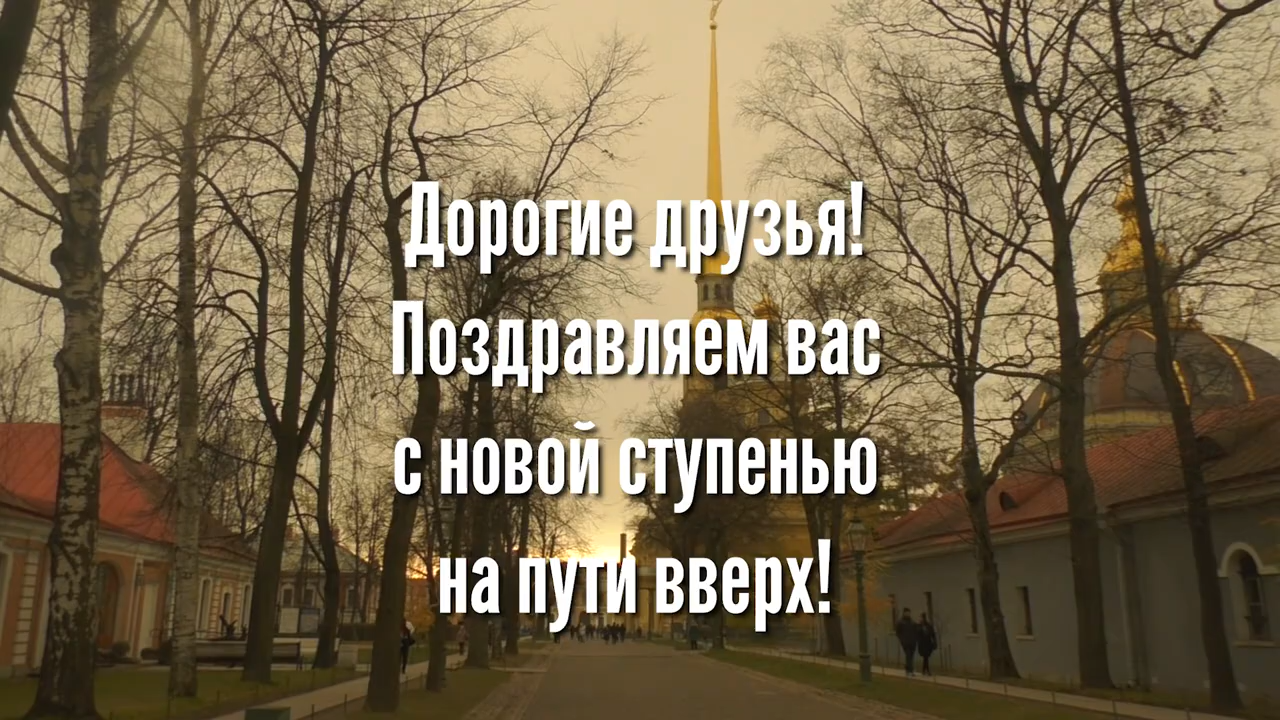 Дорогие друзья!
Поздравляем вас
с новой ступенью
на пути вверх!